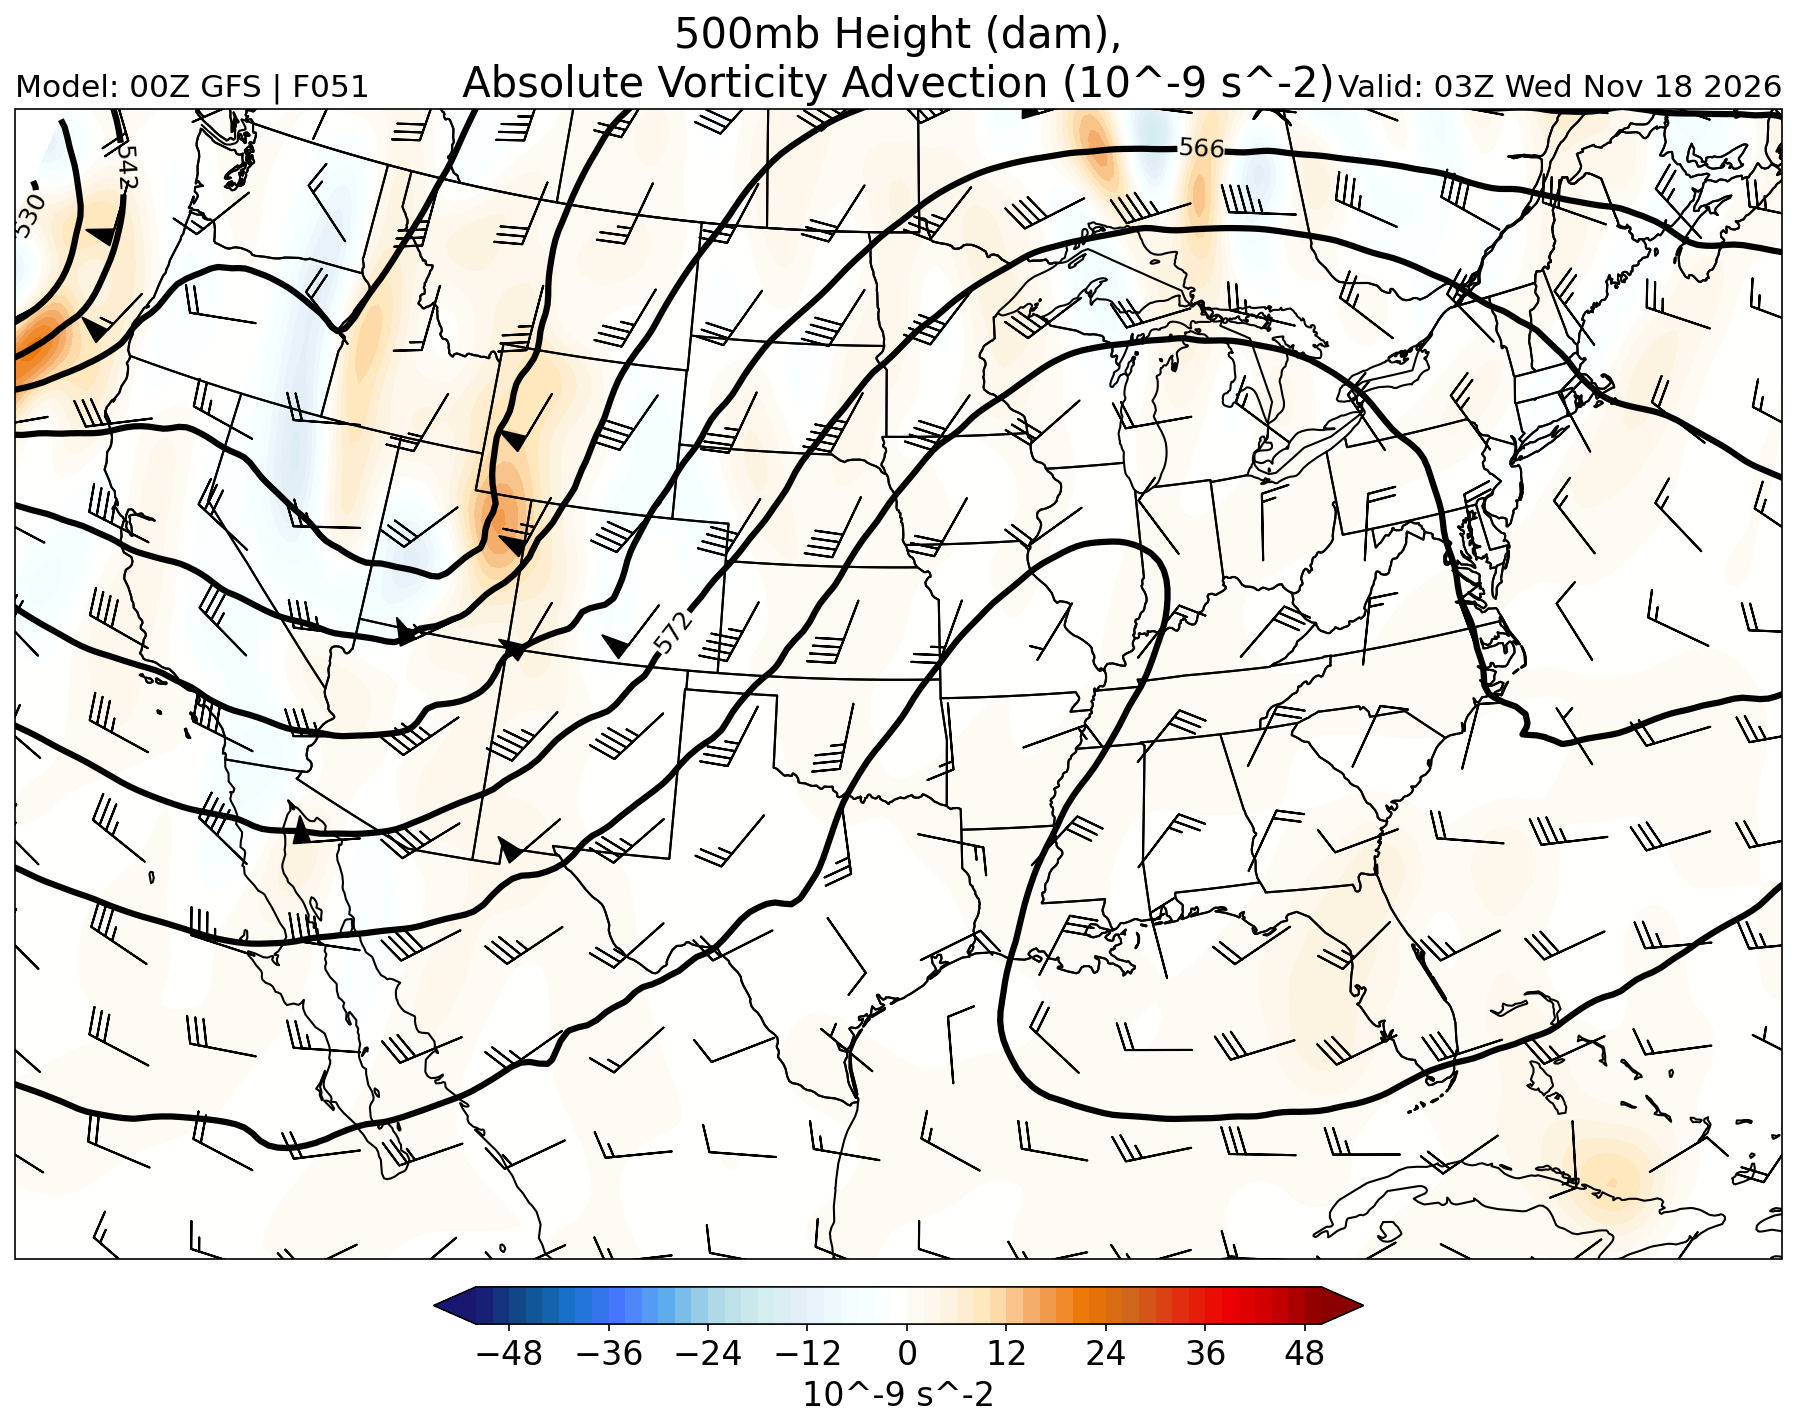 500mb Height (dam),
Model: 00Z GFS | F051
Absolute Vorticity Advection (10^-9 s^-2)
Valid: 03Z Wed Nov 18 2026
530
542
566
572
−48 −36 −24 −12 0 12 24 36 48
10^-9 s^-2